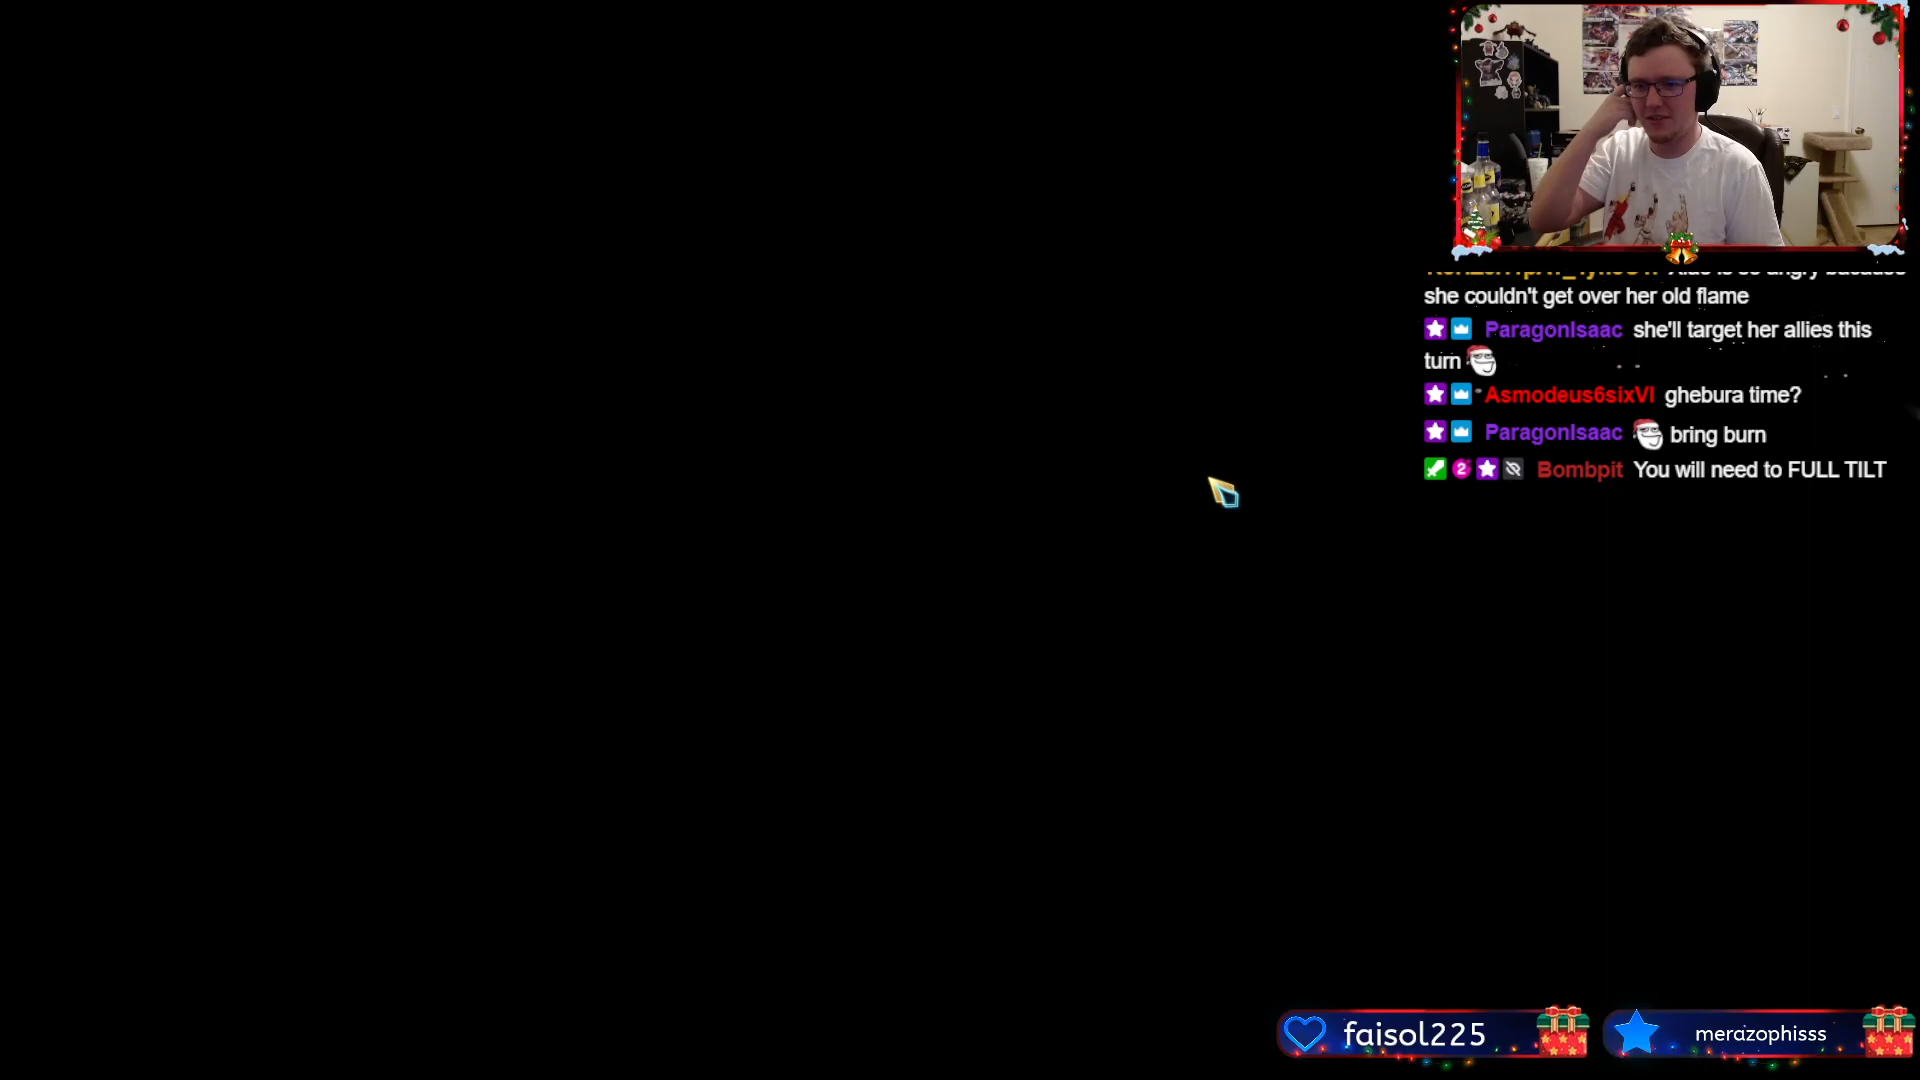 she couldn't get over her old flame
ParagonIsaac she'll target her allies this
turn
Asmodeus6sixVI ghebura time?
ParagonIsaac bring burn
2 Bombpit You will need to FULL TILT
faisol225
merazophisss